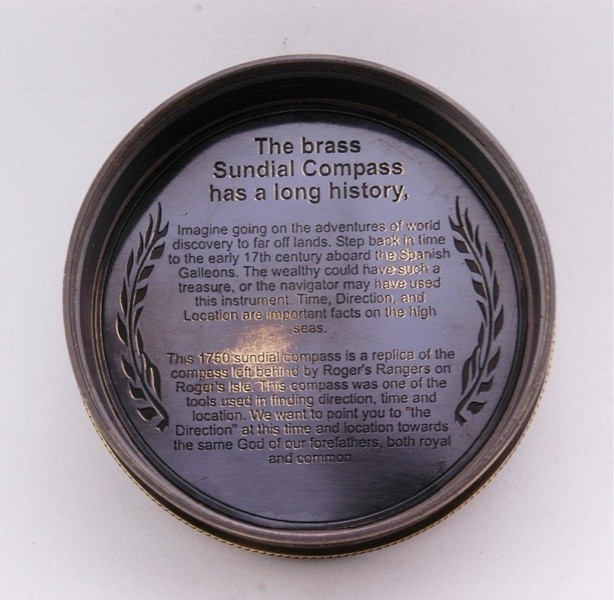 The brass
Sundial Compass
has a long history,
Imagine going on the adventures of world
discovery to far off lands. Step back in time
to the early 17th century aboard the Spanish
Galleons. The wealthy could have such a
treasure, or the navigator may have used
this instrument. Time, Direction, and
Location are important facts on the high
seas.
This 1750 sundial compass is a replica of the
compass left behind by Roger's Rangers on
Roger's Isle. This compass was one of the
tools used in finding direction, time and
location. We want to point you to "the
Direction" at this time and location towards
the same God of our forefathers, both royal
and common.